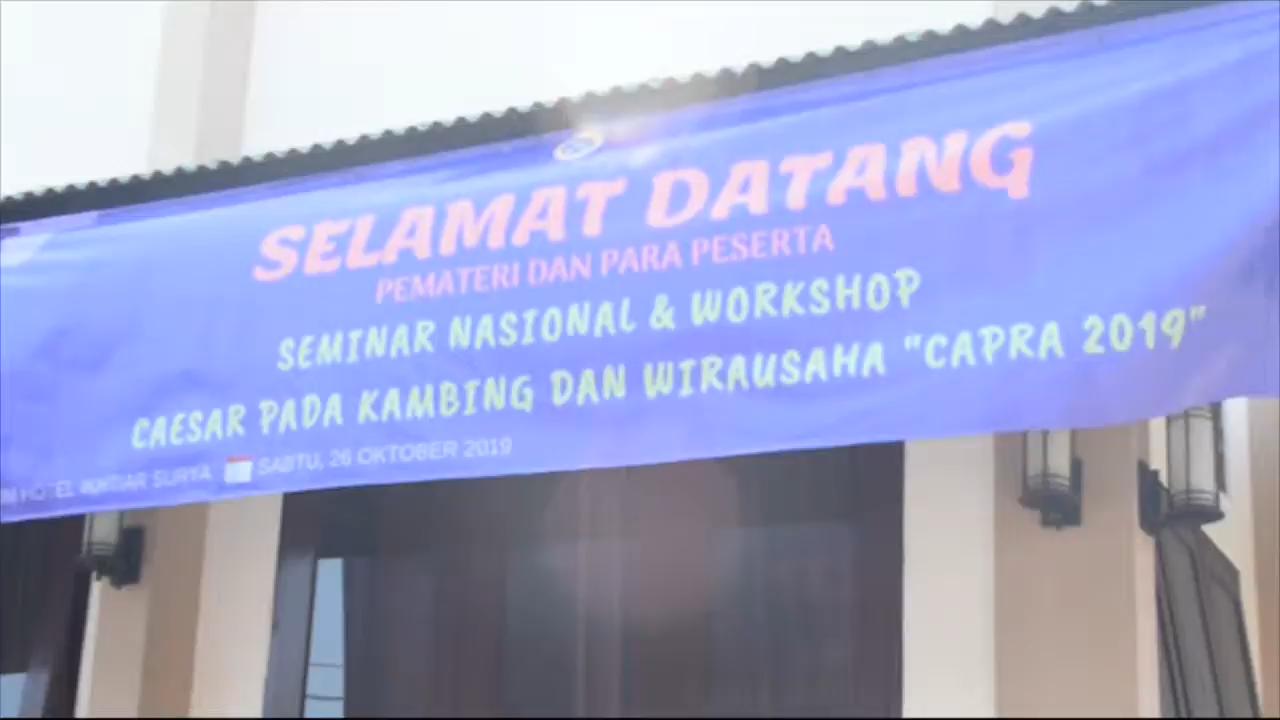 SELAMAT DATANG
PEMATERI DAN PARA PESERTA
SEMINAR NASIONAL & WORKSHOP
CAESAR PADA KAMBING DAN WIRAUSAHA "CAPRA 2019"
HOTEL IKHTIAR SURYA SABTU, 26 OKTOBER 2019